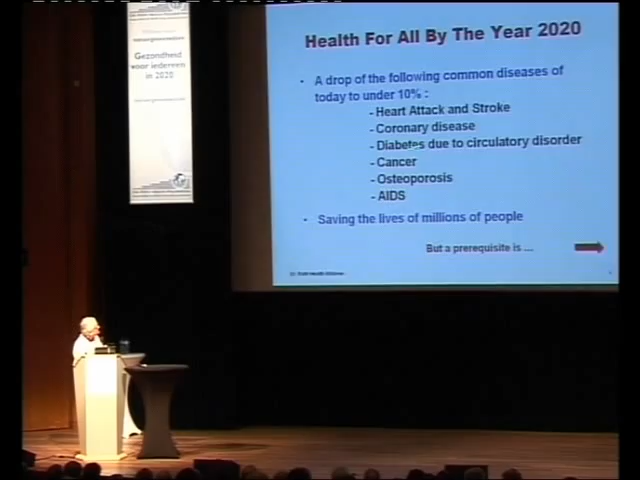 Gezondheid
voor iedereen
in 2020
Health For All By The Year 2020
· A drop of the following common diseases of
today to under 10% :
- Heart Attack and Stroke
- Coronary disease
- Diabetes due to circulatory disorder
- Cancer
- Osteoporosis
- AIDS
· Saving the lives of millions of people
But a prerequisite is ...